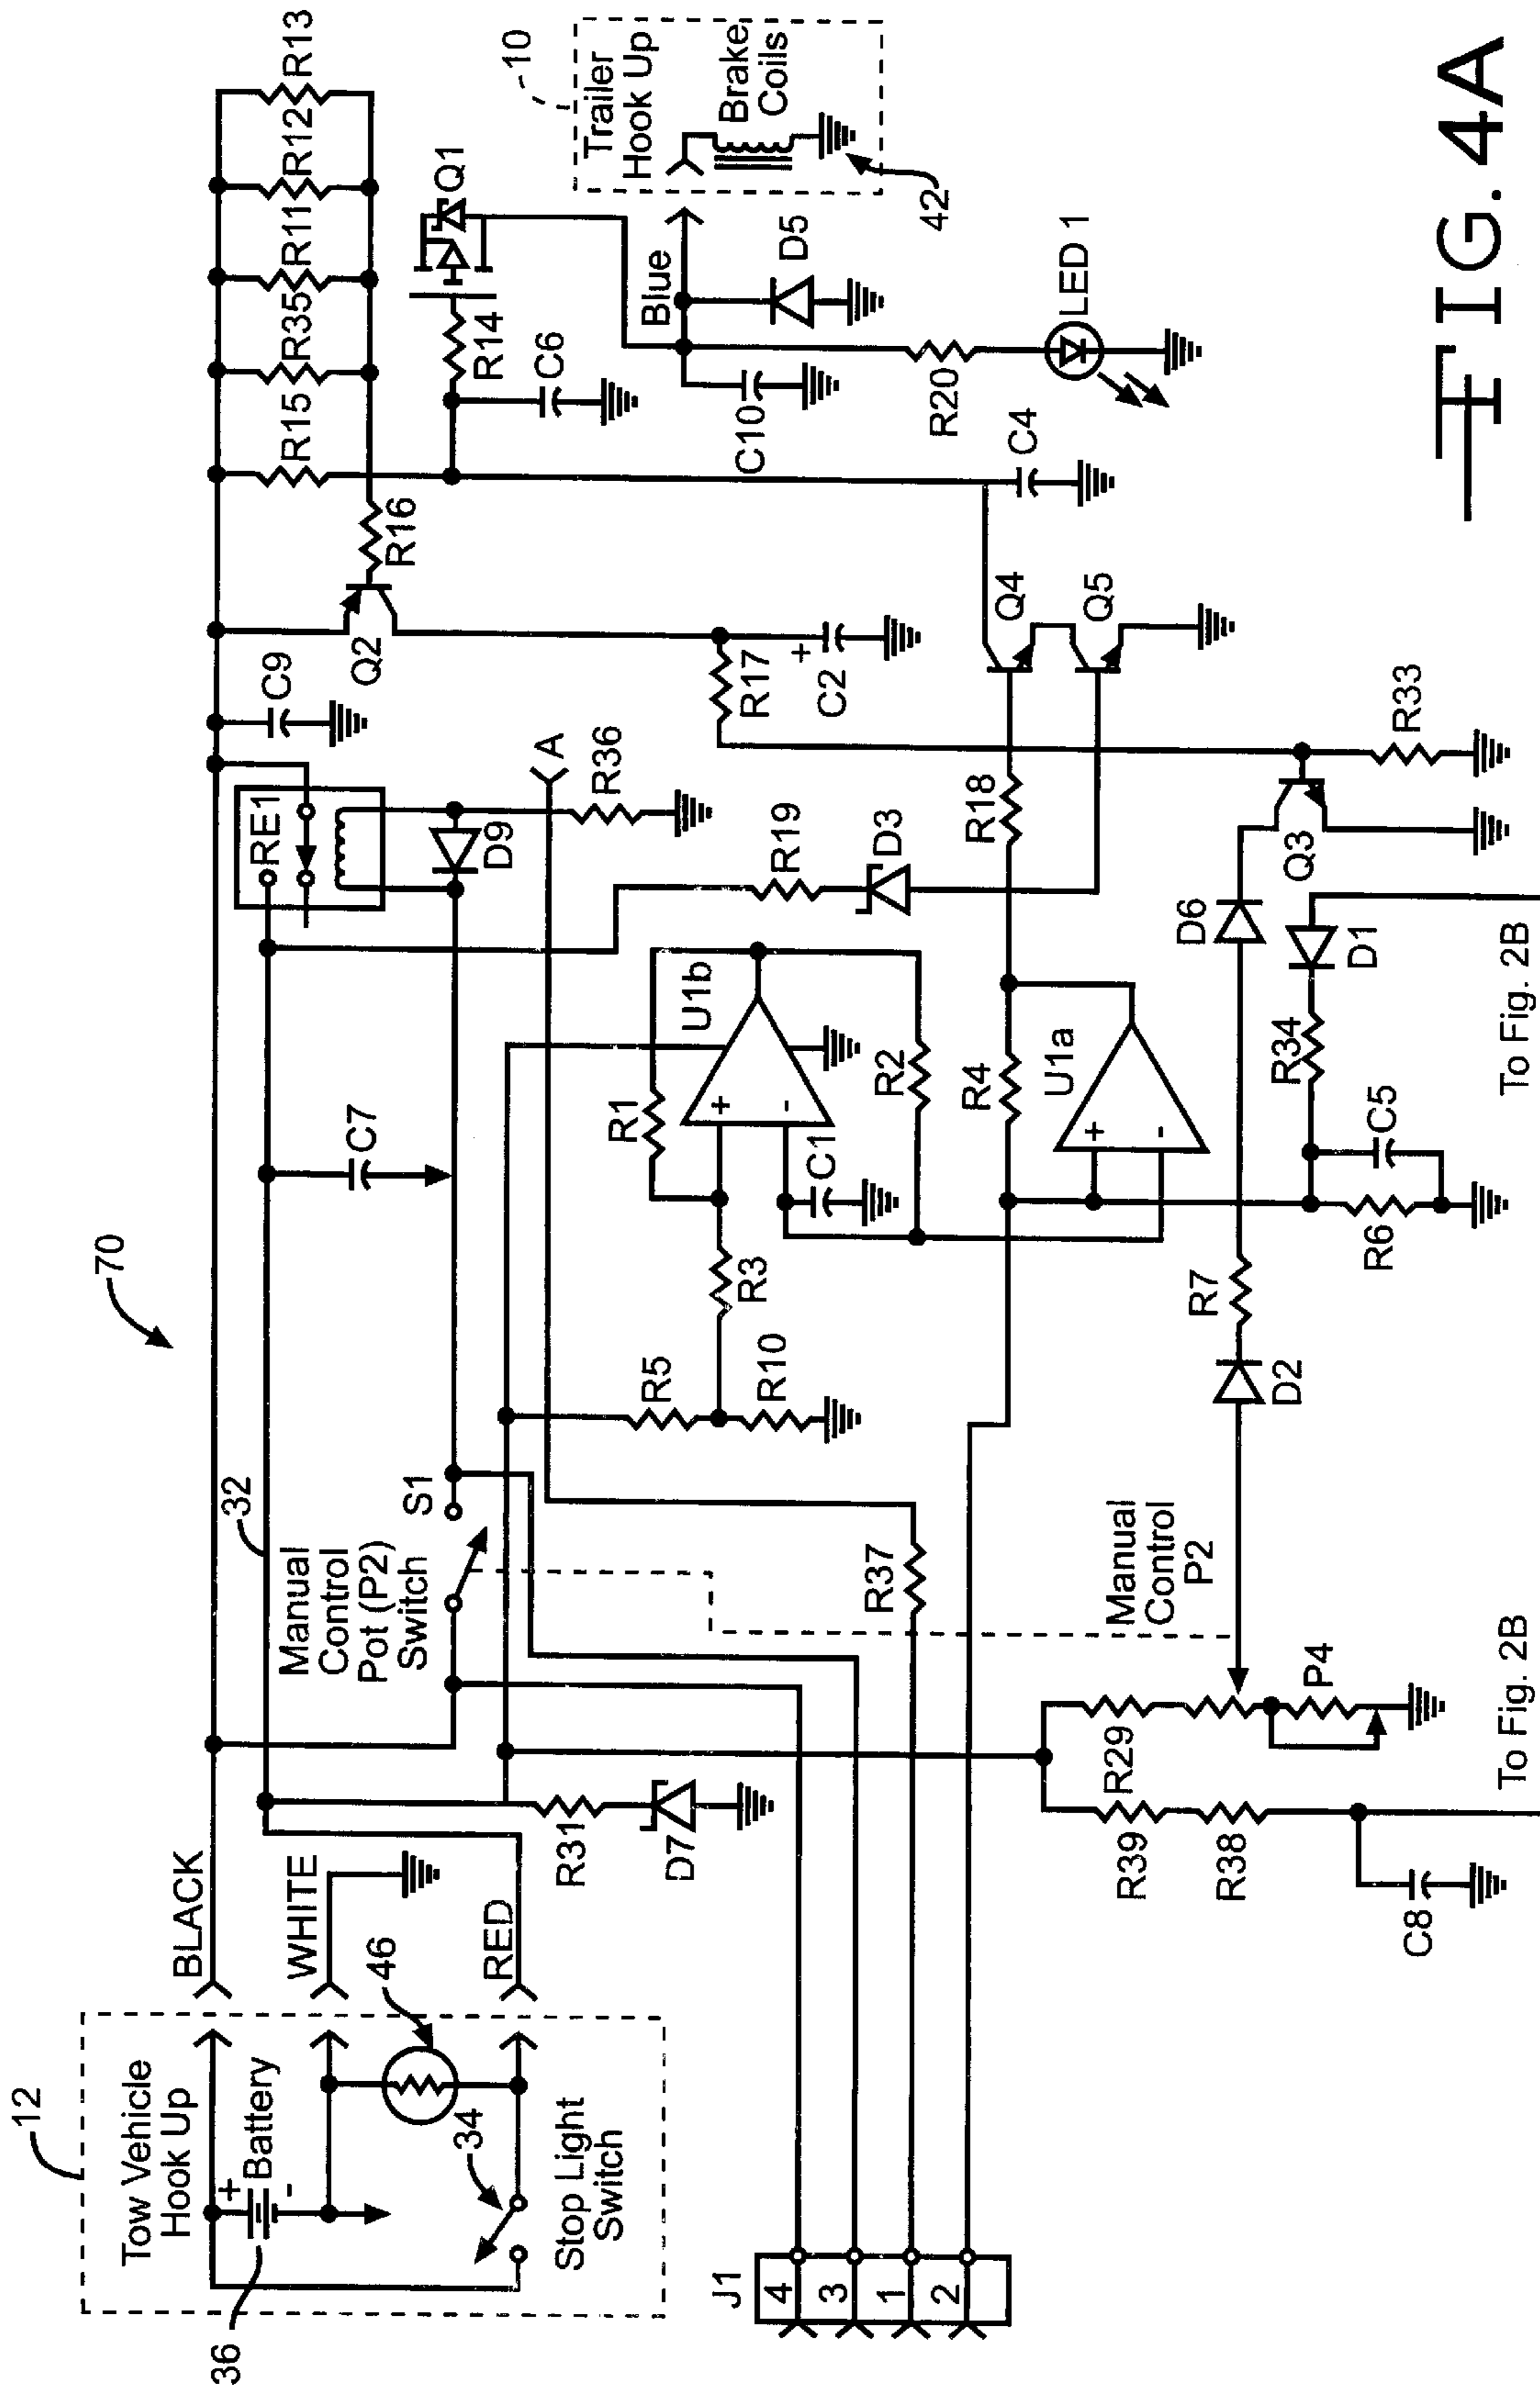 12
Tow Vehicle
Hook Up
36
+
Battery
-
34
Stop Light
Switch
46
BLACK
WHITE
RED
J1
4
3
1
2
70
32
Manual
Control
Pot (P2)
Switch
S1
R31
D7
R39
R38
C8
R29
P4
To Fig. 2B
Manual
Control
P2
R37
C7
R5
R10
R3
R1
+
-
U1b
C1
R2
R4
U1a
+
-
D2
R7
R6
C5
R34
D1
D6
To Fig. 2B
RE1
D9
R36
A
R19
D3
R18
Q3
R33
C9
Q2
R16
R17
+
C2
Q4
Q5
R15
R35
R11
R12
R13
R14
C6
Q1
C10
Blue
D5
R20
LED 1
C4
10
Trailer
Hook Up
Brake
Coils
42
FIG. 4A